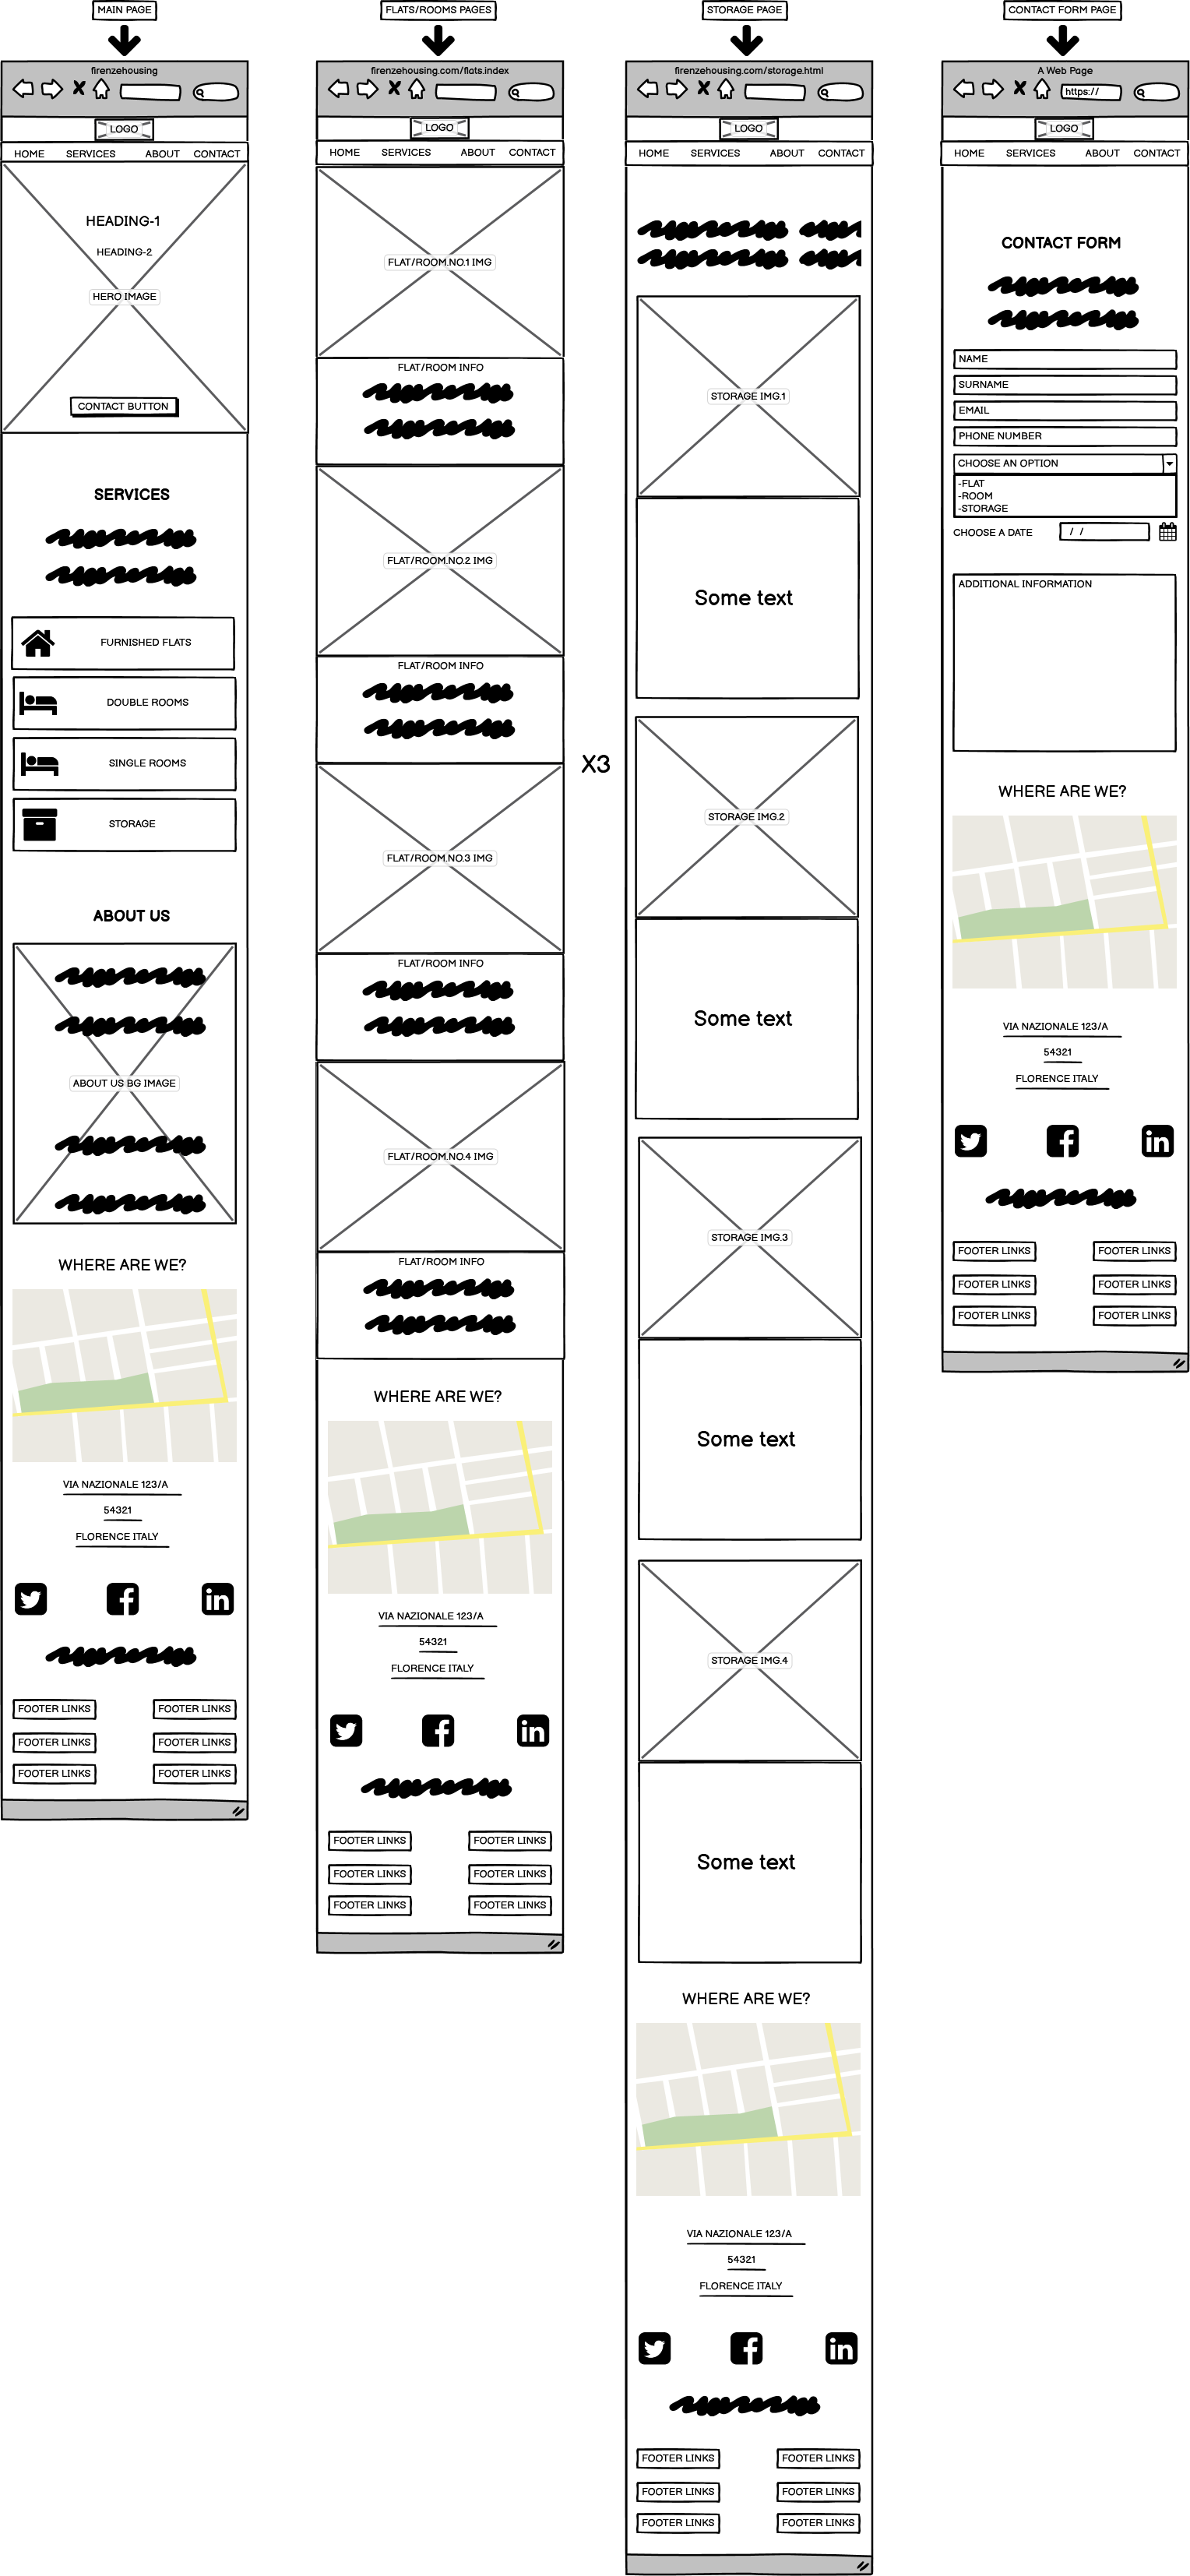 MAIN PAGE
firenzehousing
LOGO
HOME SERVICES ABOUT CONTACT
HEADING-1
HEADING-2
HERO IMAGE
CONTACT BUTTON
SERVICES
FURNISHED FLATS
DOUBLE ROOMS
SINGLE ROOMS
STORAGE
ABOUT US
ABOUT US BG IMAGE
WHERE ARE WE?
VIA NAZIONALE 123/A
54321
FLORENCE ITALY
FOOTER LINKS FOOTER LINKS
FOOTER LINKS FOOTER LINKS
FOOTER LINKS FOOTER LINKS
FLATS/ROOMS PAGES
firenzehousing.com/flats.index
LOGO
HOME SERVICES ABOUT CONTACT
FLAT/ROOM.NO.1 IMG
FLAT/ROOM INFO
FLAT/ROOM.NO.2 IMG
FLAT/ROOM INFO
FLAT/ROOM.NO.3 IMG
FLAT/ROOM INFO
FLAT/ROOM.NO.4 IMG
FLAT/ROOM INFO
WHERE ARE WE?
VIA NAZIONALE 123/A
54321
FLORENCE ITALY
FOOTER LINKS FOOTER LINKS
FOOTER LINKS FOOTER LINKS
FOOTER LINKS FOOTER LINKS
X3
STORAGE PAGE
firenzehousing.com/storage.html
LOGO
HOME SERVICES ABOUT CONTACT
STORAGE IMG.1
Some text
STORAGE IMG.2
Some text
STORAGE IMG.3
Some text
STORAGE IMG.4
Some text
WHERE ARE WE?
VIA NAZIONALE 123/A
54321
FLORENCE ITALY
FOOTER LINKS FOOTER LINKS
FOOTER LINKS FOOTER LINKS
FOOTER LINKS FOOTER LINKS
CONTACT FORM PAGE
A Web Page
https://
LOGO
HOME SERVICES ABOUT CONTACT
CONTACT FORM
NAME
SURNAME
EMAIL
PHONE NUMBER
CHOOSE AN OPTION
-FLAT
-ROOM
-STORAGE
CHOOSE A DATE / /
ADDITIONAL INFORMATION
WHERE ARE WE?
VIA NAZIONALE 123/A
54321
FLORENCE ITALY
FOOTER LINKS FOOTER LINKS
FOOTER LINKS FOOTER LINKS
FOOTER LINKS FOOTER LINKS